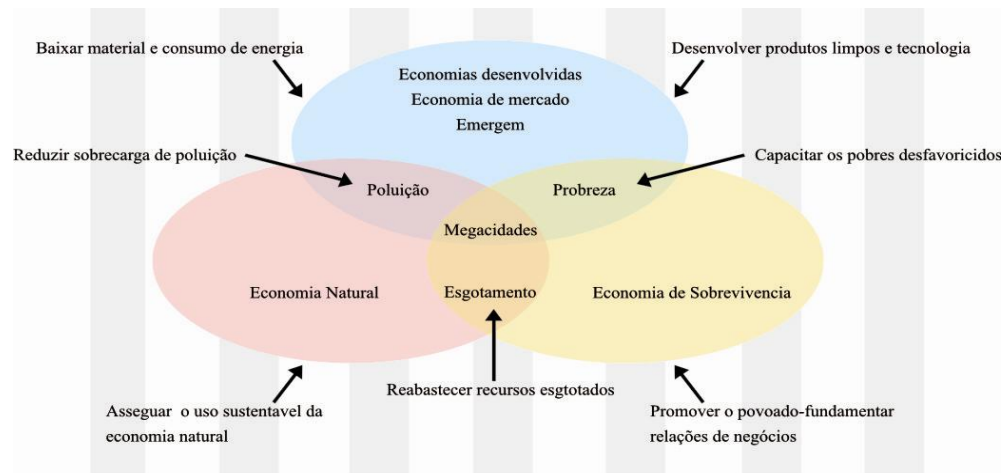 Baixar material e consumo de energia
Desenvolver produtos limpos e tecnologia
Economias desenvolvidas
Economia de mercado
Emergem
Reduzir sobrecarga de poluição
Capacitar os pobres desfavoricidos
Poluição
Probreza
Megacidades
Economia Natural
Esgotamento
Economia de Sobrevivencia
Reabastecer recursos esgtotados
Asseguar o uso sustentavel da
economia natural
Promover o povoado-fundamentar
relações de negócios